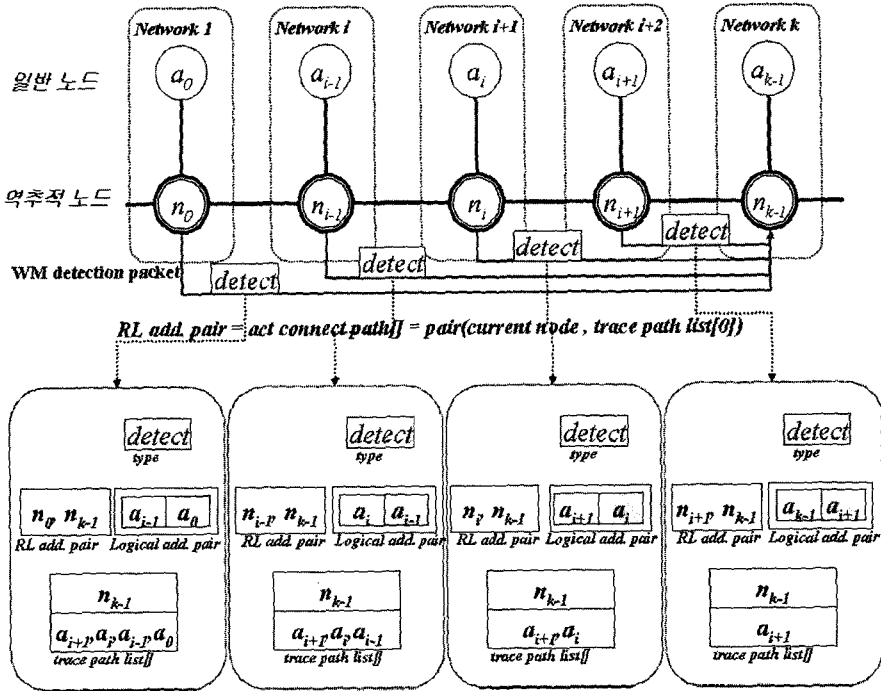 Network 1 Network i Network i+1 Network i+2 Network k
일반 노드 a0 ai-1 ai ai+1 ak-1
역추적 노드 n0 ni-1 ni ni+1 nk-1
WM detection packet detect detect detect detect
RL add. pair = act connect path[] = pair(current node , trace path list[0])
detect detect detect detect
type type type type
n0, nk-1 ai-1 a0 ni-1, nk-1 ai ai-1 ni, nk-1 ai+1 ai ni+1, nk-1 ak-1 ai+1
RL add. pair Logical add. pair RL add. pair Logical add. pair RL add. pair Logical add. pair RL add. pair Logical add. pair
nk-1 nk-1 nk-1 nk-1
ai+1,ai,ai-1,a0 ai+1,ai,ai-1 ai+1,ai ai+1
trace path list[] trace path list[] trace path list[] trace path list[]